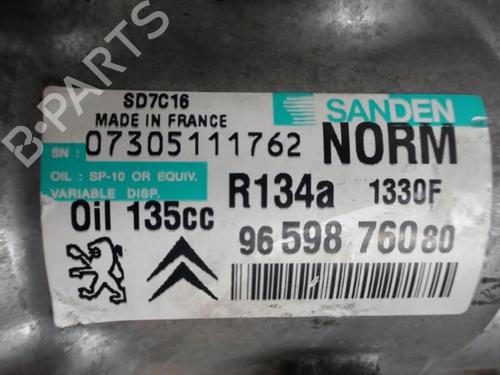 B-PARTS
SD7C16
MADE IN FRANCE
SANDEN
SN: 07305111762
NORM
OIL: SP-10 OR EQUIV.
VARIABLE DISP.
R134a 1330F
Oil 135cc
96 598 760 80